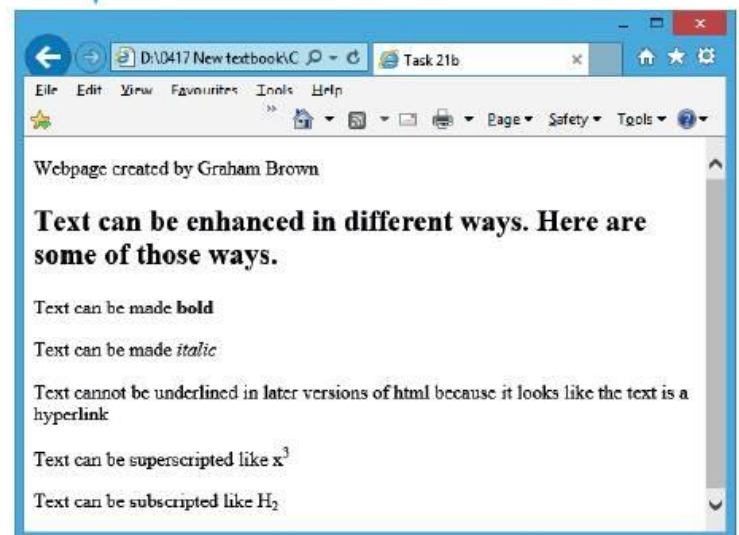 D:\0417 New textbook\C
Task 21b
File Edit View Favourites Tools Help
Page Safety Tools
Webpage created by Graham Brown
Text can be enhanced in different ways. Here are
some of those ways.
Text can be made bold
Text can be made italic
Text cannot be underlined in later versions of html because it looks like the text is a
hyperlink
Text can be superscripted like x³
Text can be subscripted like H₂